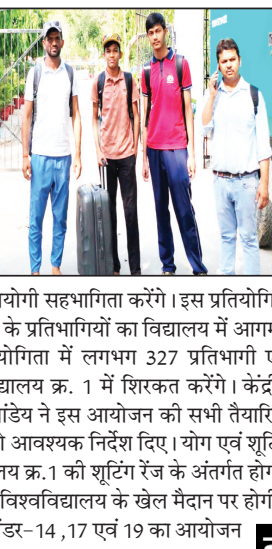 योगी सहभागिता करेंगे। इस प्रतियोगि
के प्रतिभागियों का विद्यालय में आगम
योगिता में लगभग 327 प्रतिभागी ए
द्यालय क्र. 1 में शिरकत करेंगे। केंद्री
पांडेय ने इस आयोजन की सभी तैयारि
आवश्यक निर्देश दिए। योग एवं शूटि
लय क्र.1 की शूटिंग रेंज के अंतर्गत होग
विश्वविद्यालय के खेल मैदान पर होगी
अंडर-14 ,17 एवं 19 का आयोजन